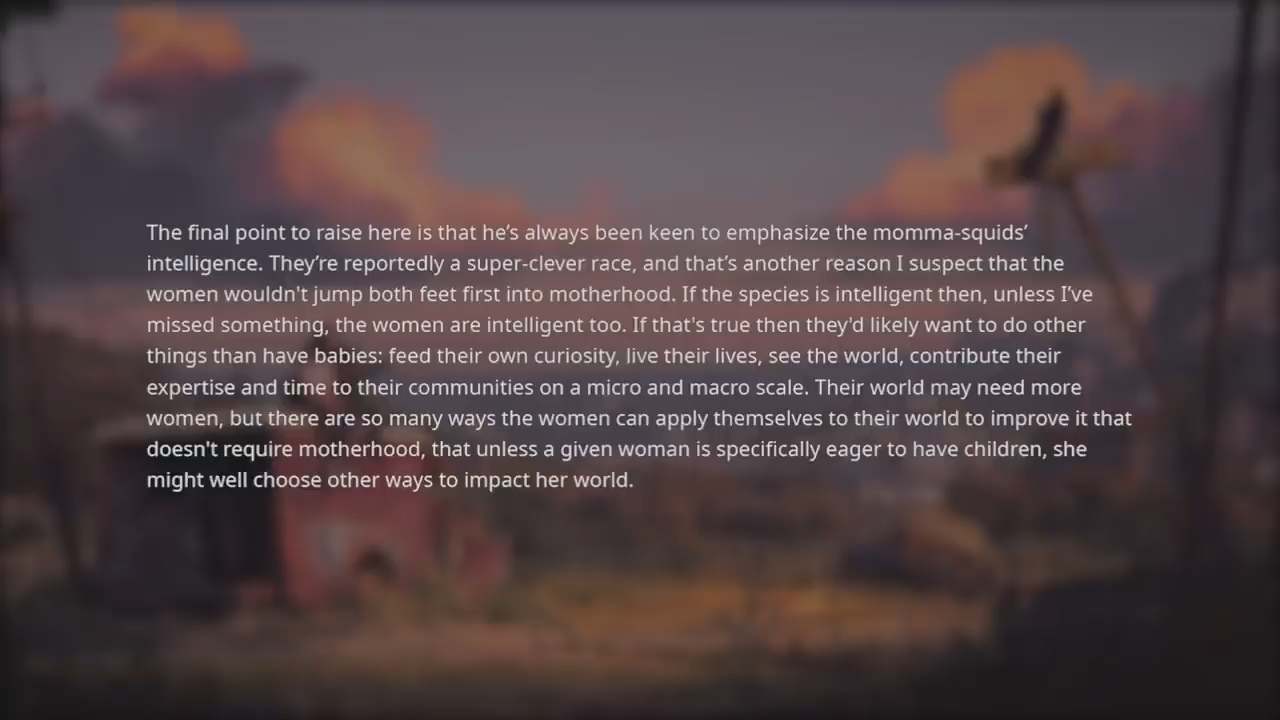 The final point to raise here is that he’s always been keen to emphasize the momma-squids’
intelligence. They’re reportedly a super-clever race, and that’s another reason I suspect that the
women wouldn't jump both feet first into motherhood. If the species is intelligent then, unless I’ve
missed something, the women are intelligent too. If that's true then they'd likely want to do other
things than have babies: feed their own curiosity, live their lives, see the world, contribute their
expertise and time to their communities on a micro and macro scale. Their world may need more
women, but there are so many ways the women can apply themselves to their world to improve it that
doesn't require motherhood, that unless a given woman is specifically eager to have children, she
might well choose other ways to impact her world.